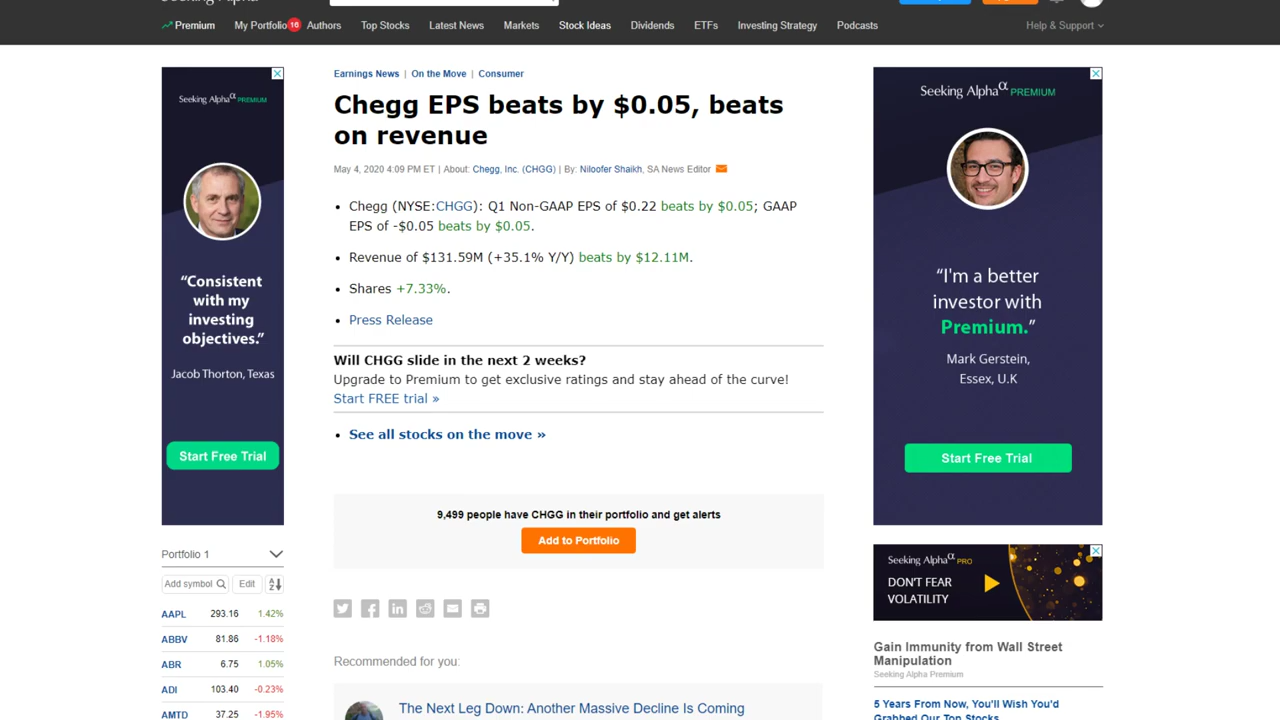 Seeking Alpha
Premium
My Portfolio 16
Authors
Top Stocks
Latest News
Markets
Stock Ideas
Dividends
ETFs
Investing Strategy
Podcasts
Help & Support
Seeking Alpha α PREMIUM
“Consistent
with my
investing
objectives.”
Jacob Thorton, Texas
Start Free Trial
Portfolio 1
Add symbol
Edit
A
Z
AAPL 293.16 1.42%
ABBV 81.86 -1.18%
ABR 6.75 1.05%
ADI 103.40 -0.23%
AMTD 37.25 -1.95%
Earnings News | On the Move | Consumer
Chegg EPS beats by $0.05, beats
on revenue
May 4, 2020 4:09 PM ET | About: Chegg, Inc. (CHGG) | By: Niloofer Shaikh, SA News Editor
• Chegg (NYSE:CHGG): Q1 Non-GAAP EPS of $0.22 beats by $0.05; GAAP
EPS of -$0.05 beats by $0.05.
• Revenue of $131.59M (+35.1% Y/Y) beats by $12.11M.
• Shares +7.33%.
• Press Release
Will CHGG slide in the next 2 weeks?
Upgrade to Premium to get exclusive ratings and stay ahead of the curve!
Start FREE trial »
• See all stocks on the move »
9,499 people have CHGG in their portfolio and get alerts
Add to Portfolio
Recommended for you:
The Next Leg Down: Another Massive Decline Is Coming
Seeking Alpha α PREMIUM
“I'm a better
investor with
Premium.”
Mark Gerstein,
Essex, U.K
Start Free Trial
Seeking Alpha α PRO
DON'T FEAR
VOLATILITY
Gain Immunity from Wall Street
Manipulation
Seeking Alpha Premium
5 Years From Now, You'll Wish You'd
Grabbed Our Top Stocks